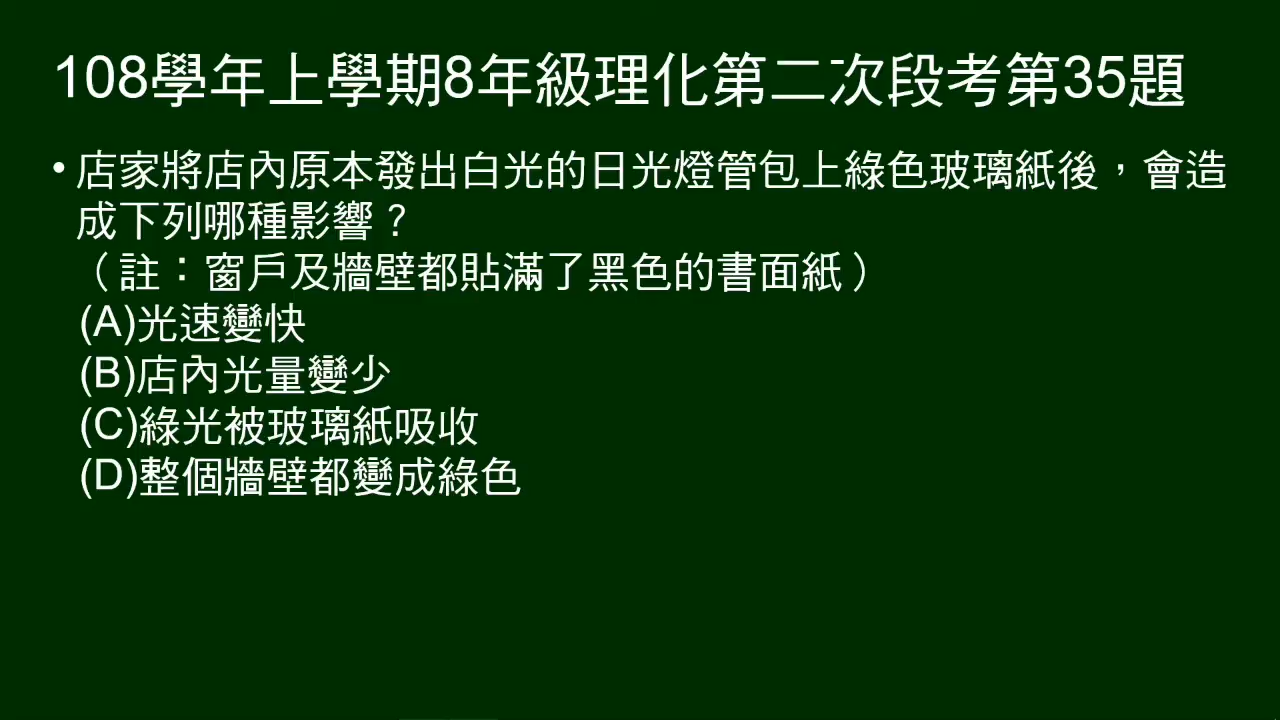 108學年上學期8年級理化第二次段考第35題
•店家將店內原本發出白光的日光燈管包上綠色玻璃紙後，會造
成下列哪種影響？
（註：窗戶及牆壁都貼滿了黑色的書面紙）
(A)光速變快
(B)店內光量變少
(C)綠光被玻璃紙吸收
(D)整個牆壁都變成綠色